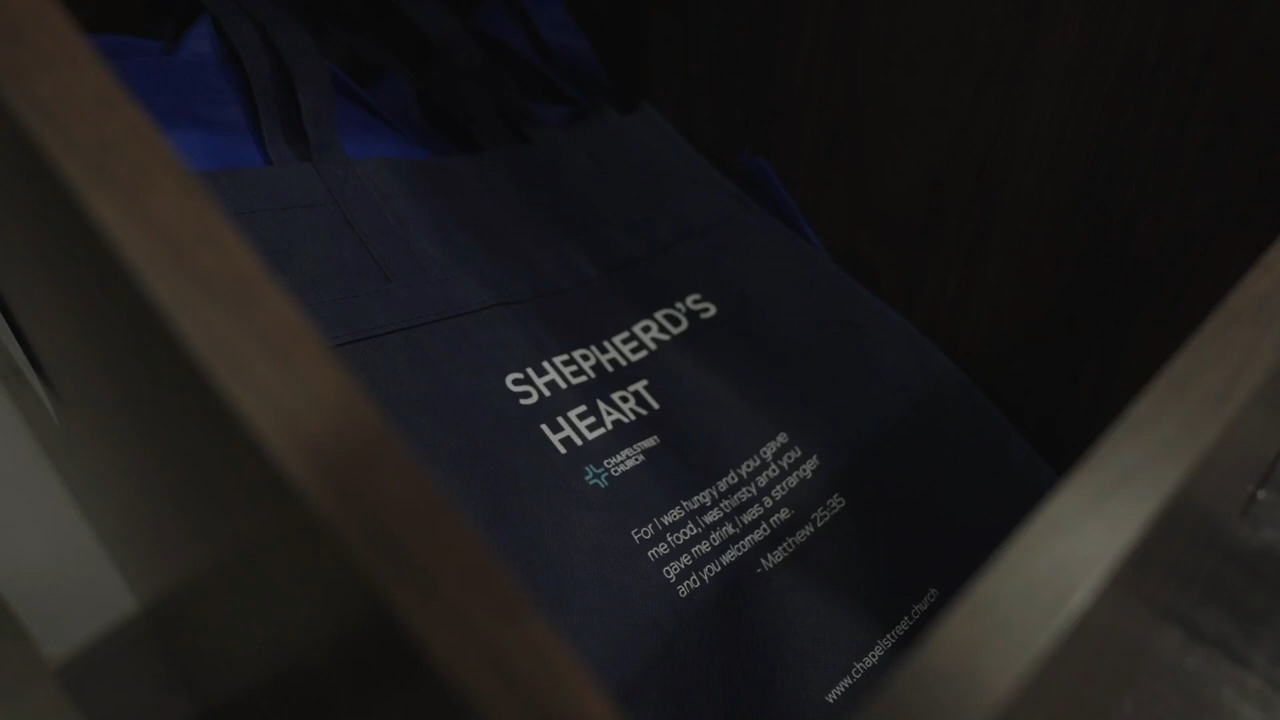 SHEPHERD'S
HEART
CHAPELSTREET
CHURCH
For I was hungry and you gave
me food, I was thirsty and you
gave me drink, I was a stranger
and you welcomed me.
- Matthew 25:35
www.chapelstreet.church